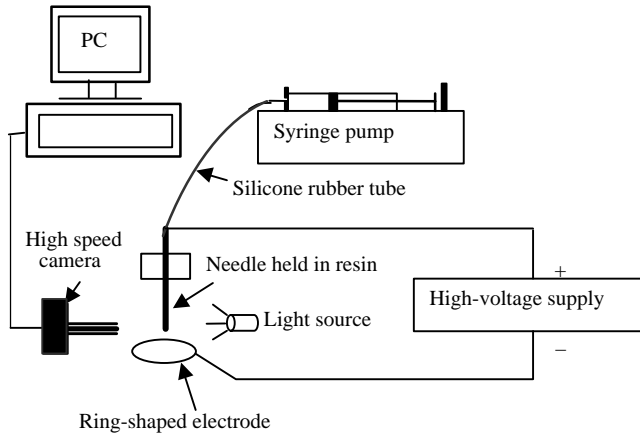 PC
Syringe pump
Silicone rubber tube
High speed
camera
Needle held in resin
+
High-voltage supply
Light source
−
Ring-shaped electrode